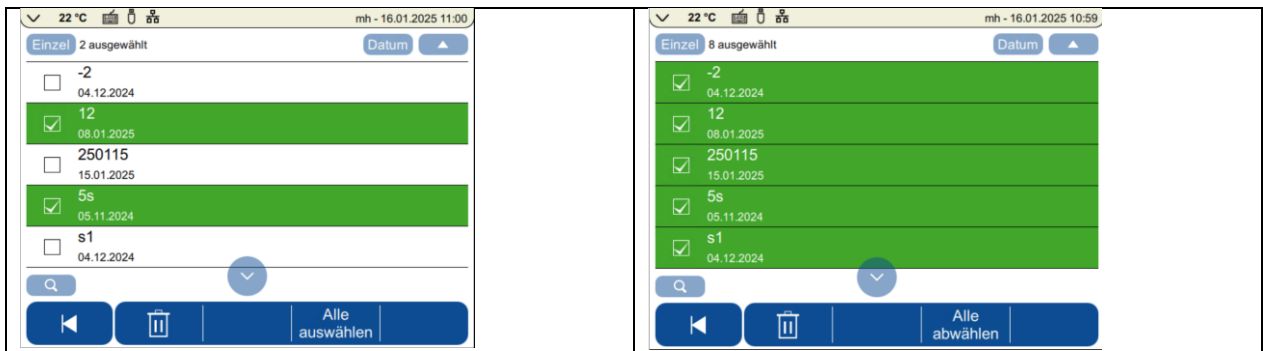 22 °C
mh - 16.01.2025 11:00
Einzel 2 ausgewählt
Datum
-2
04.12.2024
12
08.01.2025
250115
15.01.2025
5s
05.11.2024
s1
04.12.2024
Alle
auswählen
22 °C
mh - 16.01.2025 10:59
Einzel 8 ausgewählt
Datum
-2
04.12.2024
12
08.01.2025
250115
15.01.2025
5s
05.11.2024
s1
04.12.2024
Alle
abwählen